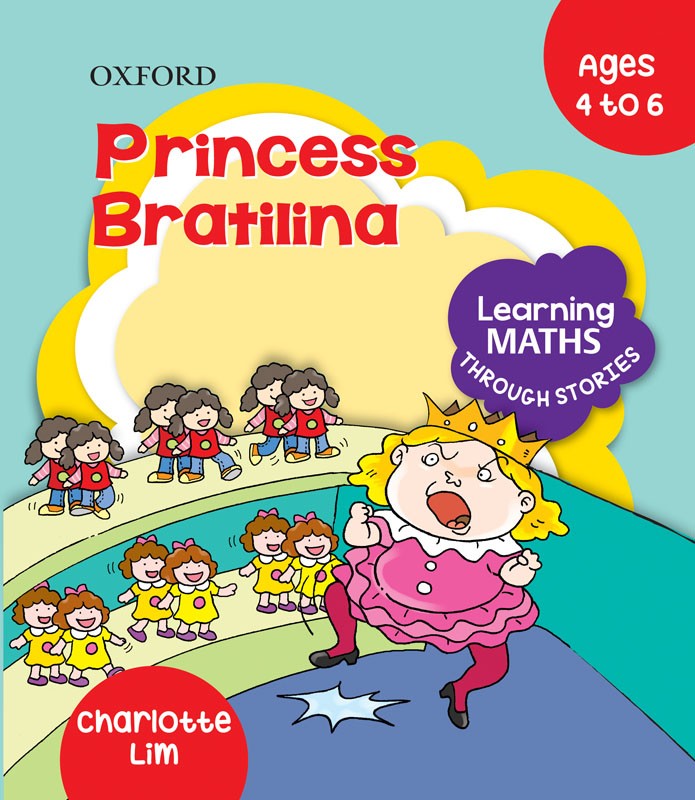 OXFORD
Ages
4 to 6
Princess
Bratilina
Learning
MATHS
THROUGH STORIES
Charlotte
Lim